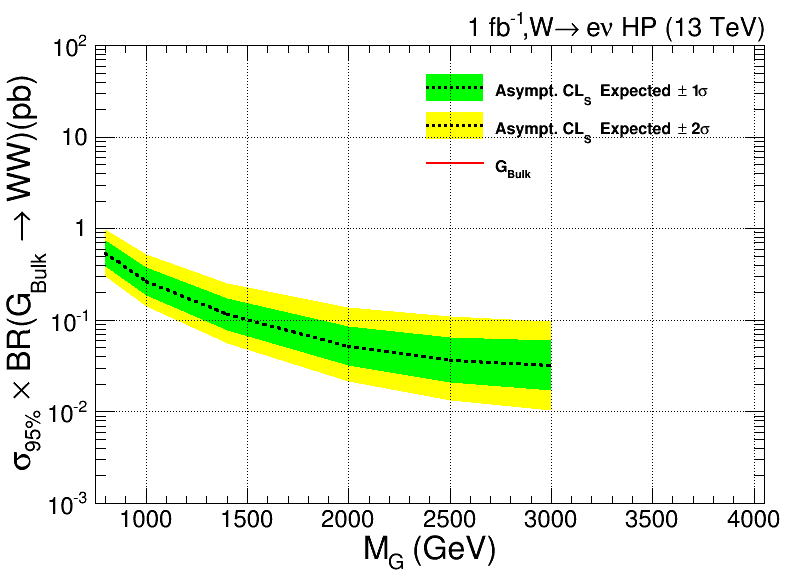 1 fb⁻¹,W→ eν HP (13 TeV)
σ95% × BR(GBulk → WW)(pb)
10²
10
1
10⁻¹
10⁻²
10⁻³
Asympt. CLS Expected ± 1σ
Asympt. CLS Expected ± 2σ
GBulk
1000 1500 2000 2500 3000 3500 4000
MG (GeV)